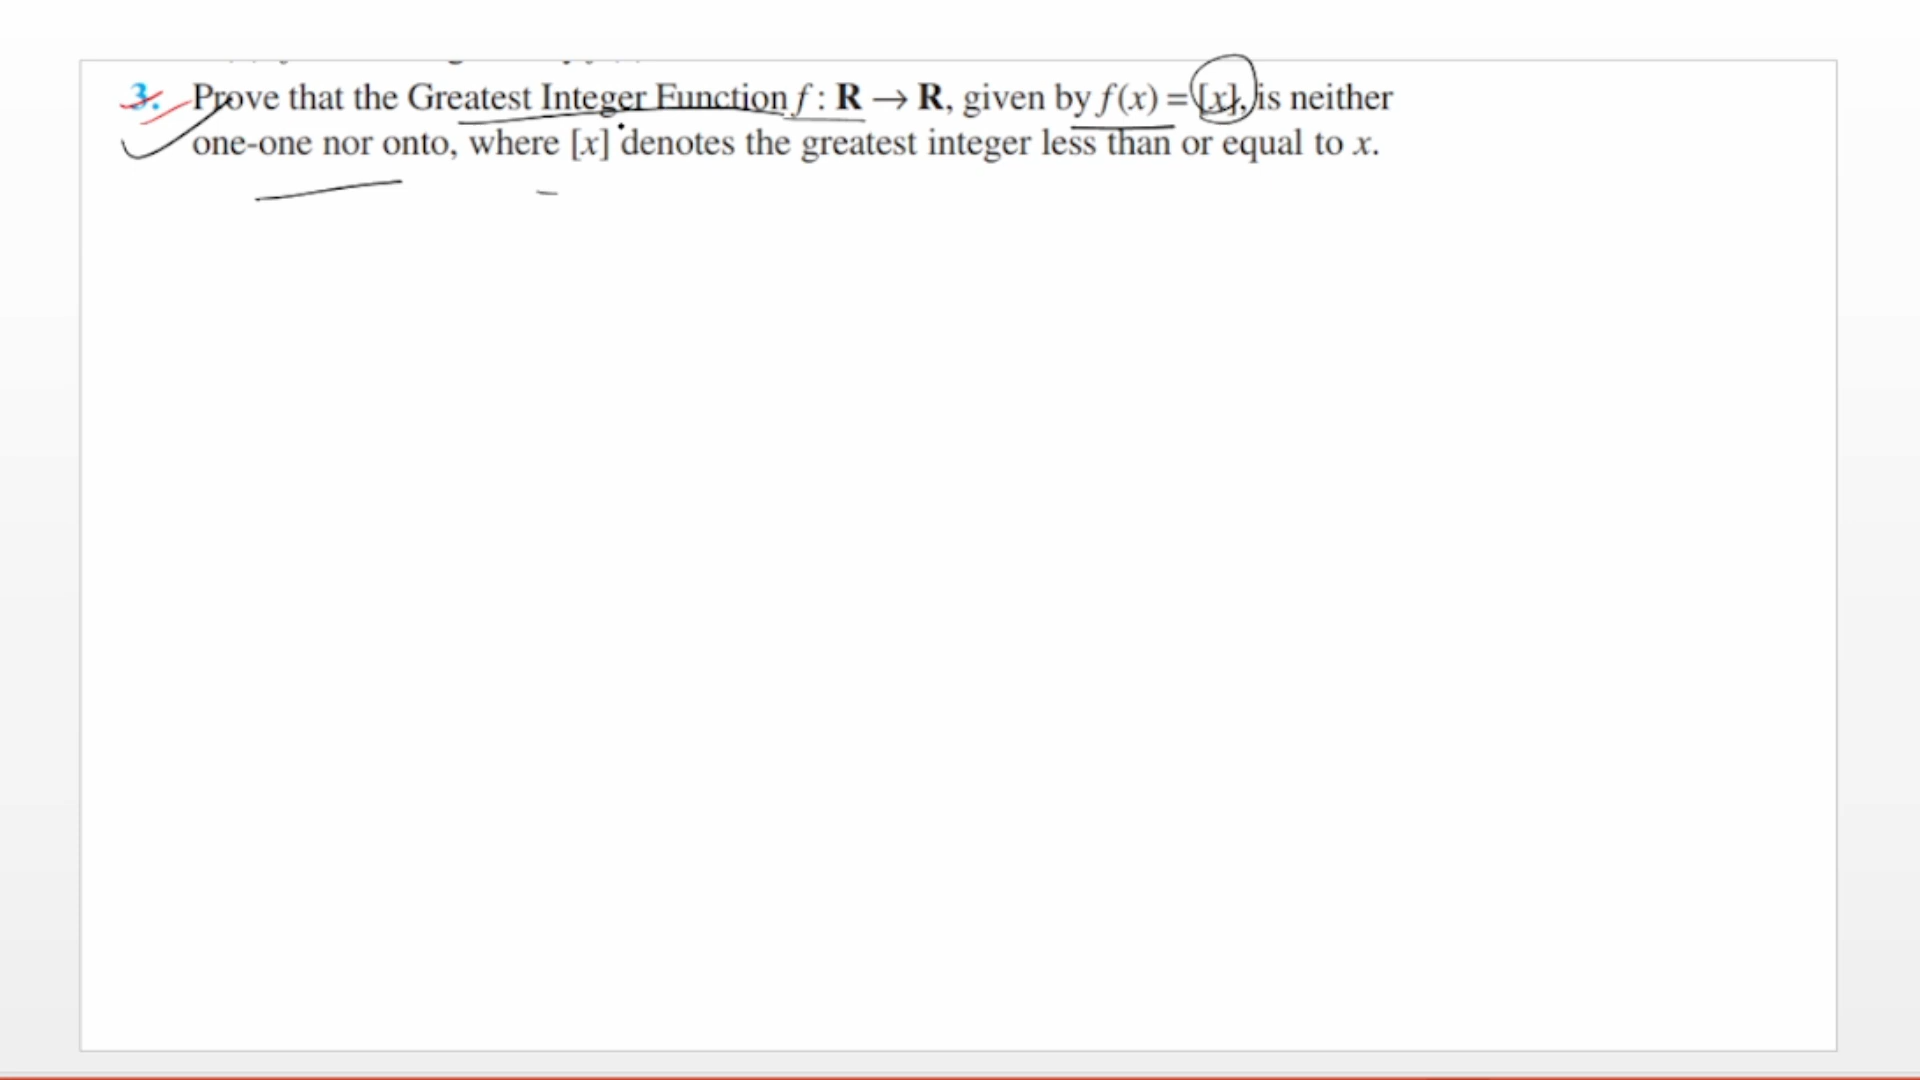 3. Prove that the Greatest Integer Function f : R → R, given by f(x) = [x], is neither
one-one nor onto, where [x] denotes the greatest integer less than or equal to x.